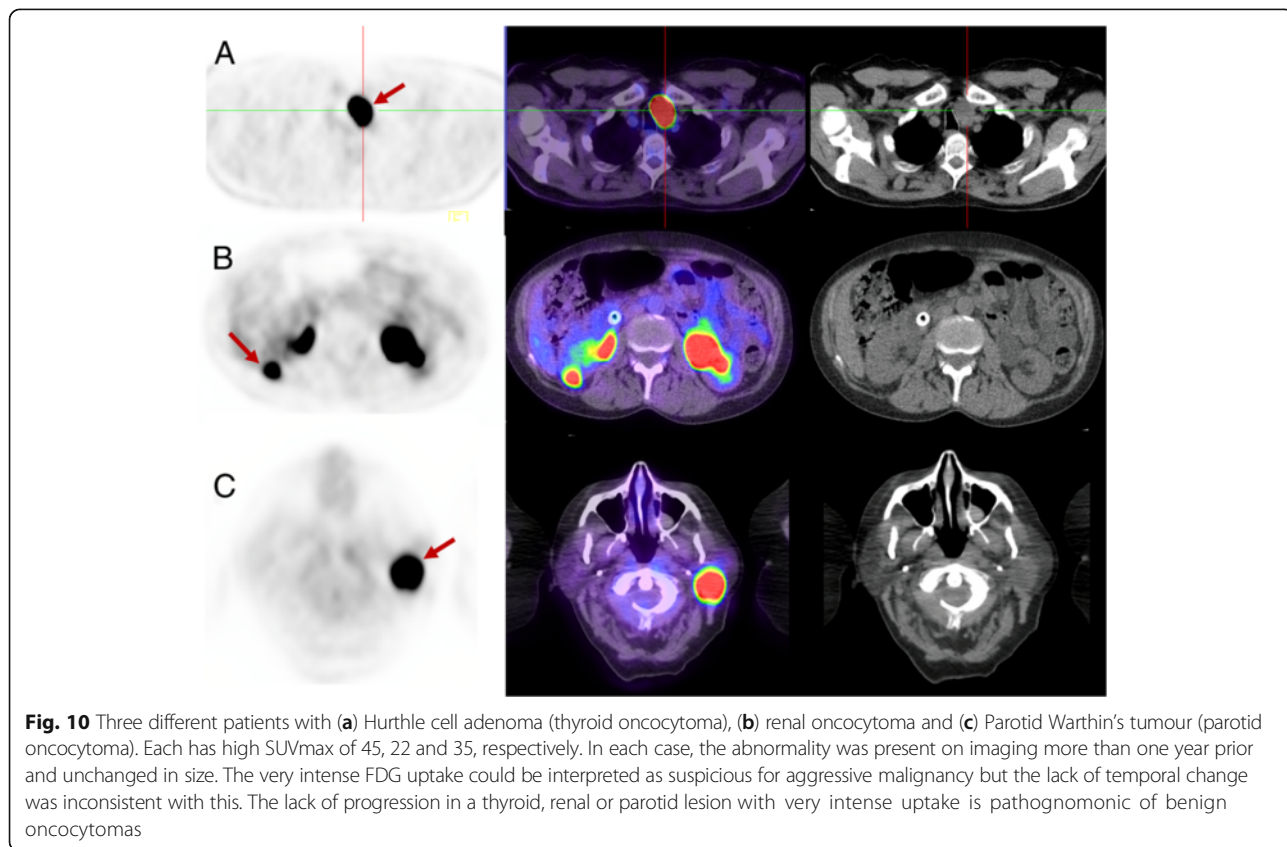 A
B
C
Fig. 10 Three different patients with (a) Hurthle cell adenoma (thyroid oncocytoma), (b) renal oncocytoma and (c) Parotid Warthin's tumour (parotid
oncocytoma). Each has high SUVmax of 45, 22 and 35, respectively. In each case, the abnormality was present on imaging more than one year prior
and unchanged in size. The very intense FDG uptake could be interpreted as suspicious for aggressive malignancy but the lack of temporal change
was inconsistent with this. The lack of progression in a thyroid, renal or parotid lesion with very intense uptake is pathognomonic of benign
oncocytomas